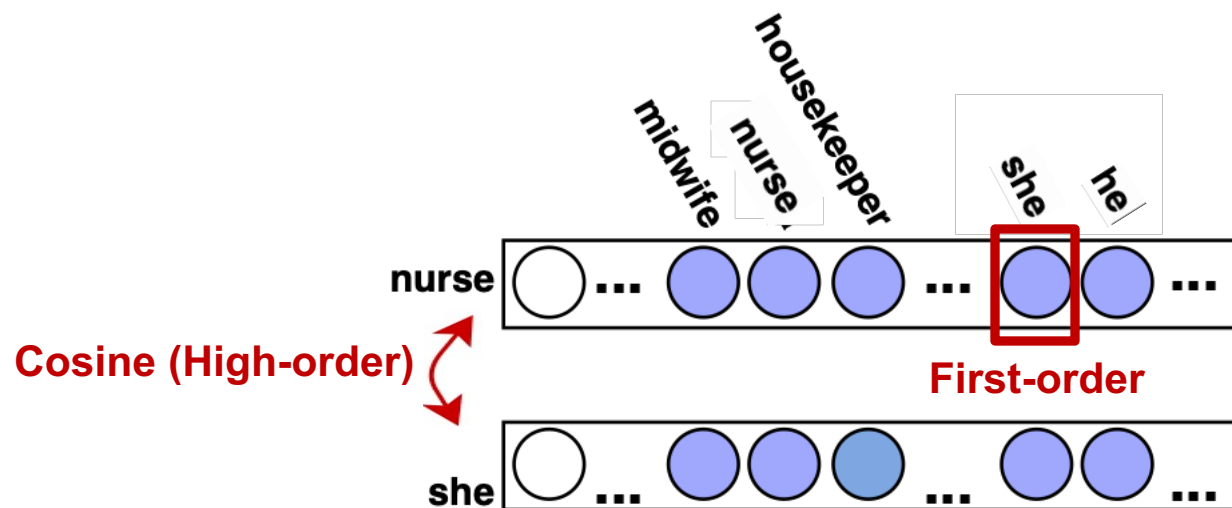 housekeeper
midwife
nurse
she
he
nurse
... ... ...
Cosine (High-order)
First-order
she
... ... ...